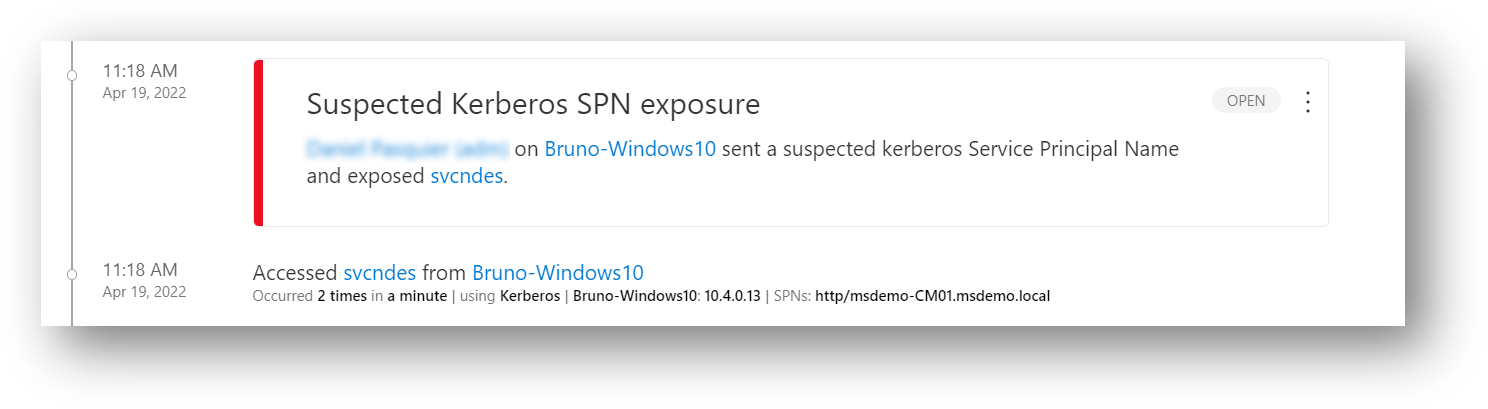 11:18 AM
Apr 19, 2022
Suspected Kerberos SPN exposure
OPEN
on Bruno-Windows10 sent a suspected kerberos Service Principal Name
and exposed svcndes.
11:18 AM
Apr 19, 2022
Accessed svcndes from Bruno-Windows10
Occurred 2 times in a minute | using Kerberos | Bruno-Windows10: 10.4.0.13 | SPNs: http/msdemo-CM01.msdemo.local